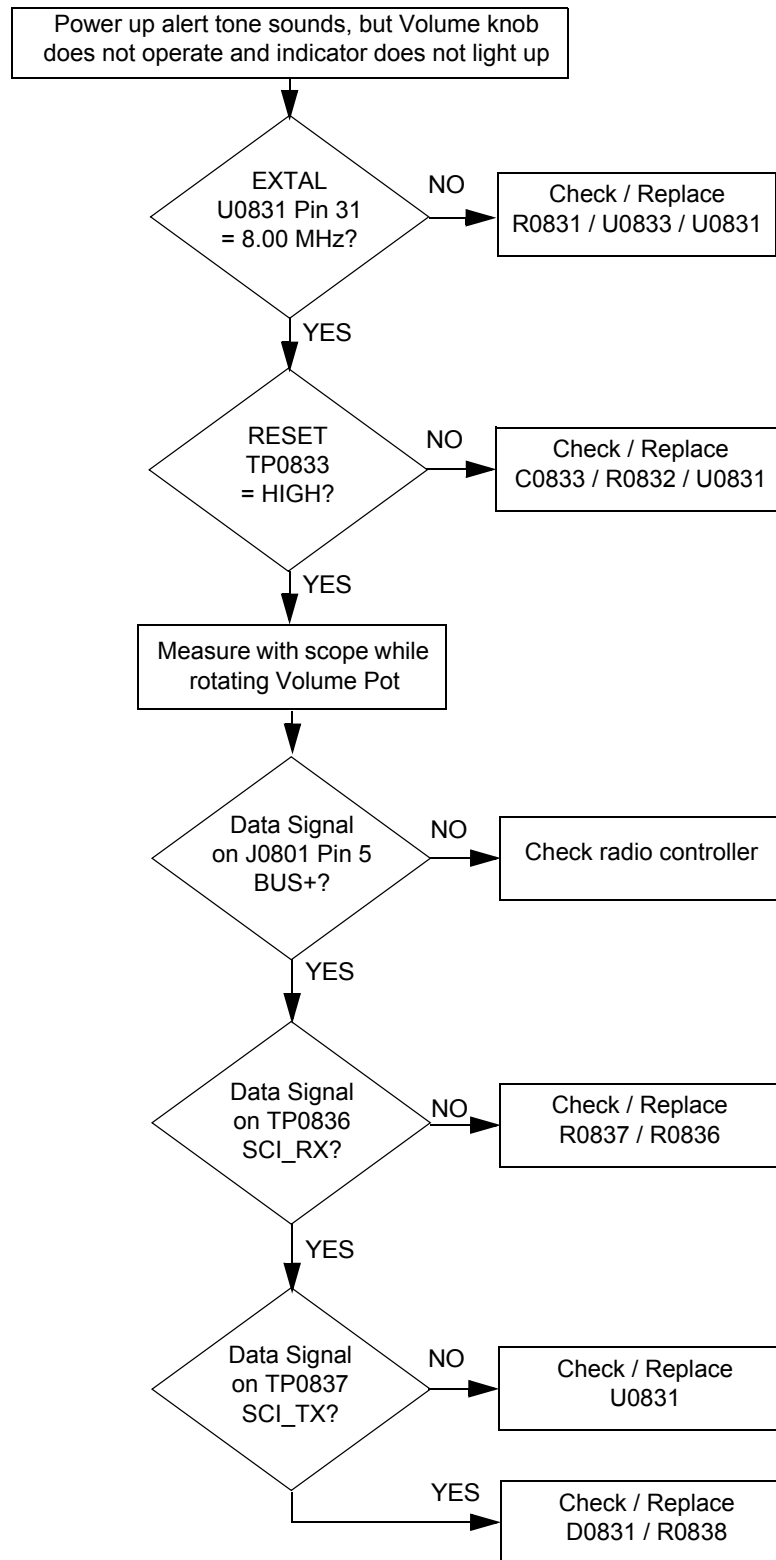 Power up alert tone sounds, but Volume knob
does not operate and indicator does not light up
EXTAL
U0831 Pin 31
= 8.00 MHz?
NO
Check / Replace
R0831 / U0833 / U0831
YES
RESET
TP0833
= HIGH?
NO
Check / Replace
C0833 / R0832 / U0831
YES
Measure with scope while
rotating Volume Pot
Data Signal
on J0801 Pin 5
BUS+?
NO
Check radio controller
YES
Data Signal
on TP0836
SCI_RX?
NO
Check / Replace
R0837 / R0836
YES
Data Signal
on TP0837
SCI_TX?
NO
Check / Replace
U0831
YES
Check / Replace
D0831 / R0838